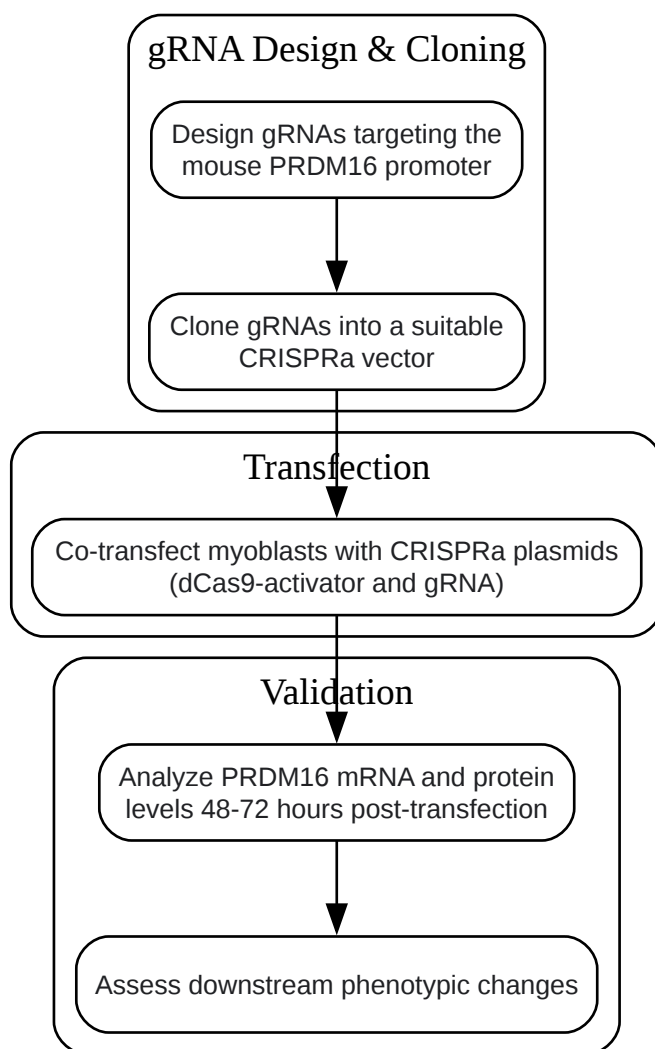 gRNA Design & Cloning
Design gRNAs targeting the
mouse PRDM16 promoter
Clone gRNAs into a suitable
CRISPRa vector
Transfection
Co-transfect myoblasts with CRISPRa plasmids
(dCas9-activator and gRNA)
Validation
Analyze PRDM16 mRNA and protein
levels 48-72 hours post-transfection
Assess downstream phenotypic changes